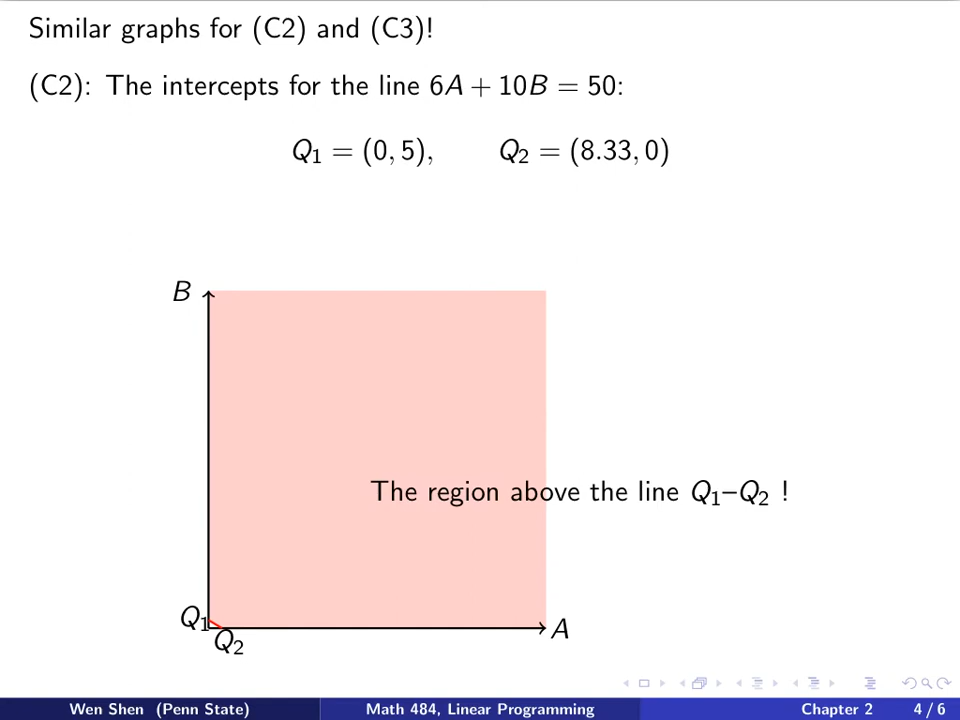 Similar graphs for (C2) and (C3)!
(C2): The intercepts for the line 6A + 10B = 50:
Q₁ = (0, 5), Q₂ = (8.33, 0)
B
The region above the line Q₁–Q₂ !
Q₁
A
Q₂
Wen Shen (Penn State) Math 484, Linear Programming Chapter 2 4 / 6